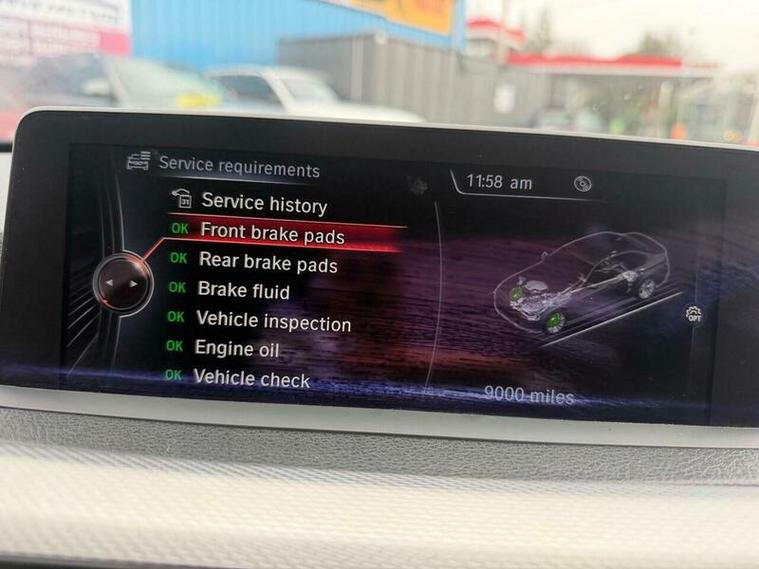 Service requirements
11:58 am
31
Service history
OK Front brake pads
OK Rear brake pads
OK Brake fluid
OK Vehicle inspection
OK Engine oil
OK Vehicle check
OPT
9000 miles